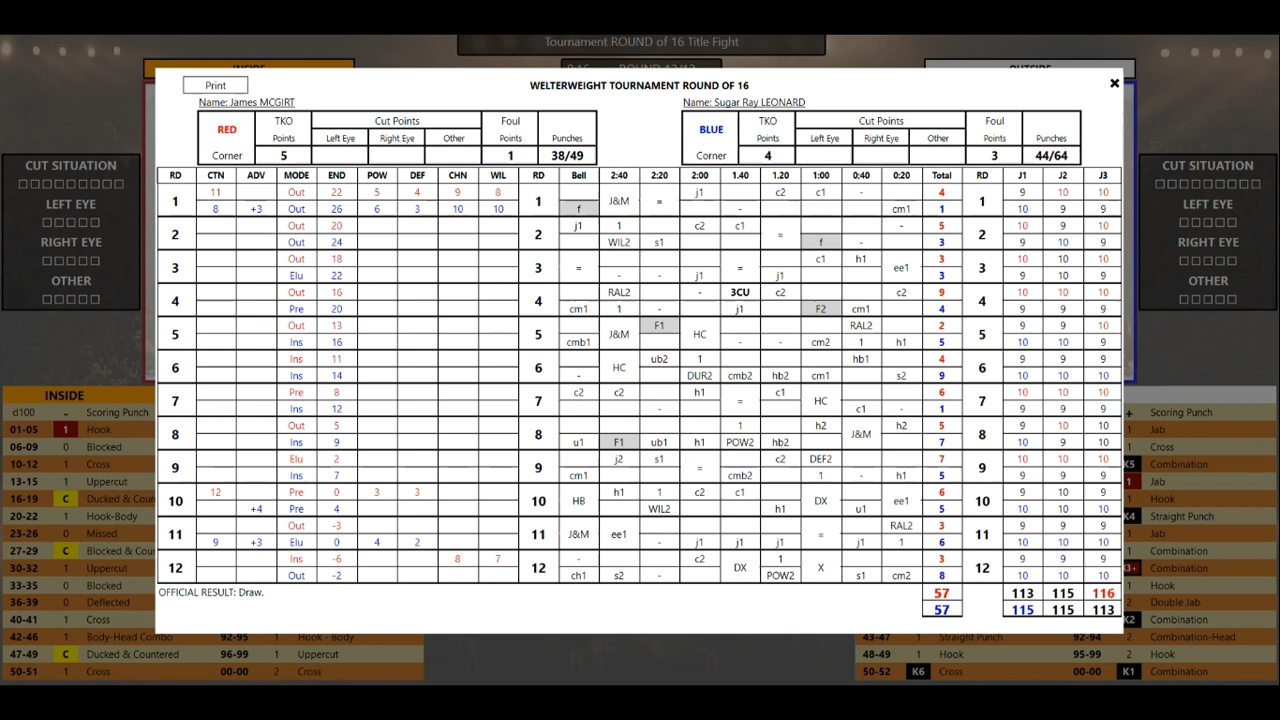 Tournament ROUND of 16 Title Fight
INSIDE
OUTSIDE
Print
WELTERWEIGHT TOURNAMENT ROUND OF 16
Name: James MCGIRT
Name: Sugar Ray LEONARD
RED Corner TKO Points 5 Cut Points Left Eye Right Eye Other Foul Points 1 Punches 38/49
BLUE Corner TKO Points 4 Cut Points Left Eye Right Eye Other Foul Points 3 Punches 44/64
RD CTN ADV MODE END POW DEF CHN WIL RD Bell 2:40 2:20 2:00 1.40 1.20 1:00 0:40 0:20 Total RD J1 J2 J3
1 11 Out 22 5 4 9 8 1 J&M = j1 c2 c1 - 4 1 9 10 10
8 +3 Out 26 6 3 10 10 f - cm1 1 10 9 9
2 Out 20 2 j1 1 c2 c1 = - 5 2 10 9 10
Out 24 WIL2 s1 f - 3 9 10 9
3 Out 18 3 = = c1 h1 ee1 3 3 10 9 10
Elu 22 - - j1 j1 3 9 10 9
4 Out 16 4 RAL2 - 3CU c2 c2 9 4 10 10 10
Pre 20 cm1 1 - j1 F2 cm1 4 9 9 9
5 Out 13 5 J&M F1 HC RAL2 2 5 9 9 10
Ins 16 cmb1 - - cm2 1 h1 5 10 10 9
6 Ins 11 6 HC ub2 1 hb1 4 6 9 9 9
Ins 14 - DUR2 cmb2 hb2 cm1 s2 9 10 10 10
7 Pre 8 7 c2 c2 h1 = c1 HC 6 7 10 10 10
Ins 12 - c1 - 1 9 9 9
8 Out 5 8 1 h2 J&M h2 5 8 9 10 10
Ins 9 u1 F1 ub1 h1 POW2 hb2 7 10 9 9
9 Elu 2 9 j2 s1 = c2 DEF2 7 9 10 10 10
Ins 7 cm1 cmb2 1 - h1 5 9 9 9
10 12 Pre 0 3 3 10 HB h1 1 c2 c1 DX ee1 6 10 9 10 9
+4 Pre 4 WIL2 h1 u1 5 10 9 10
11 Out -3 11 J&M ee1 = RAL2 3 11 9 9 9
9 +3 Elu 0 4 2 - j1 j1 j1 j1 1 6 10 10 10
12 Ins -6 8 7 12 - c2 DX 1 X 3 12 9 9 9
Out -2 ch1 s2 - POW2 s1 cm2 8 10 10 10
OFFICIAL RESULT: Draw. 57 113 115 116
57 115 115 113
CUT SITUATION
LEFT EYE
RIGHT EYE
OTHER
CUT SITUATION
LEFT EYE
RIGHT EYE
OTHER
INSIDE
d100 - Scoring Punch
01-05 1 Hook
06-09 0 Blocked
10-12 1 Cross
13-15 1 Uppercut
16-19 C Ducked & Coun
20-22 1 Hook-Body
23-26 0 Missed
27-29 C Blocked & Cou
30-32 1 Uppercut
33-35 0 Blocked
36-39 0 Deflected
40-41 1 Cross
42-46 1 Body-Head Combo 92-95 1 Hook - Body
47-49 C Ducked & Countered 96-99 1 Uppercut
50-51 1 Cross 00-00 2 Cross
+ Scoring Punch
1 Jab
1 Cross
K5 Combination
1 Jab
1 Hook
K4 Straight Punch
1 Jab
1 Combination
K3+ Combination
1 Hook
2 Double Jab
K2 Combination
43-47 1 Straight Punch 92-94 2 Combination-Head
48-49 1 Hook 95-99 2 Hook
50-52 K6 Cross 00-00 K1 Combination